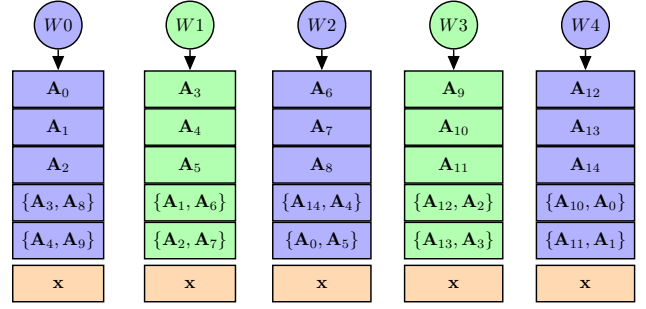 W0 W1 W2 W3 W4
A₀ A₃ A₆ A₉ A₁₂
A₁ A₄ A₇ A₁₀ A₁₃
A₂ A₅ A₈ A₁₁ A₁₄
{A₃, A₈} {A₁, A₆} {A₁₄, A₄} {A₁₂, A₂} {A₁₀, A₀}
{A₄, A₉} {A₂, A₇} {A₀, A₅} {A₁₃, A₃} {A₁₁, A₁}
x x x x x